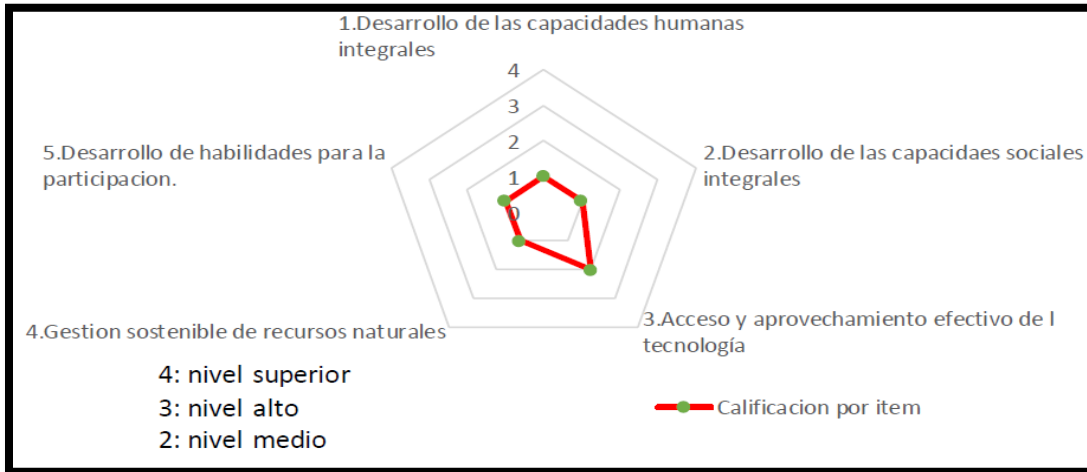 1.Desarrollo de las capacidades humanas
integrales
4
3
2
1
0
5.Desarrollo de habilidades para la
participacion.
2.Desarrollo de las capacidaes sociales
integrales
4.Gestion sostenible de recursos naturales
3.Acceso y aprovechamiento efectivo de l
tecnología
4: nivel superior
3: nivel alto
2: nivel medio
Calificacion por item